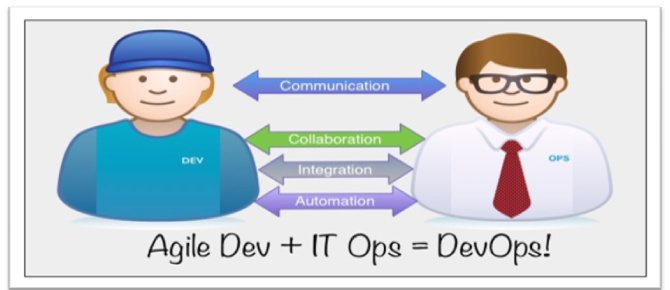 Communication
Collaboration
DEV
OPS
Integration
Automation
Agile Dev + IT Ops = DevOps!